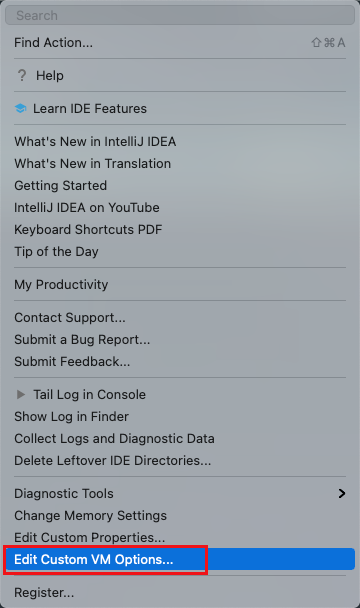 Search
Find Action... ⇧⌘A
? Help
Learn IDE Features
What's New in IntelliJ IDEA
What's New in Translation
Getting Started
IntelliJ IDEA on YouTube
Keyboard Shortcuts PDF
Tip of the Day
My Productivity
Contact Support...
Submit a Bug Report...
Submit Feedback...
Tail Log in Console
Show Log in Finder
Collect Logs and Diagnostic Data
Delete Leftover IDE Directories...
Diagnostic Tools
Change Memory Settings
Edit Custom Properties...
Edit Custom VM Options...
Register...